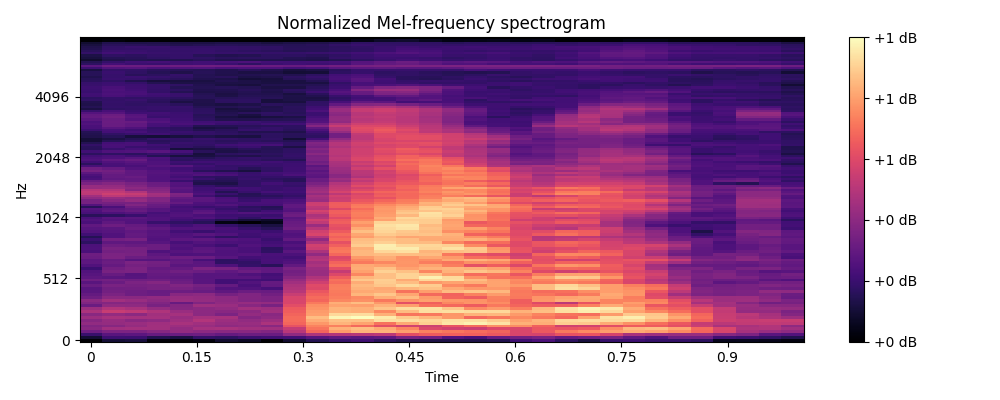 Normalized Mel-frequency spectrogram
Hz
4096
2048
1024
512
0
0
0.15
0.3
0.45
0.6
0.75
0.9
Time
+1 dB
+1 dB
+1 dB
+0 dB
+0 dB
+0 dB